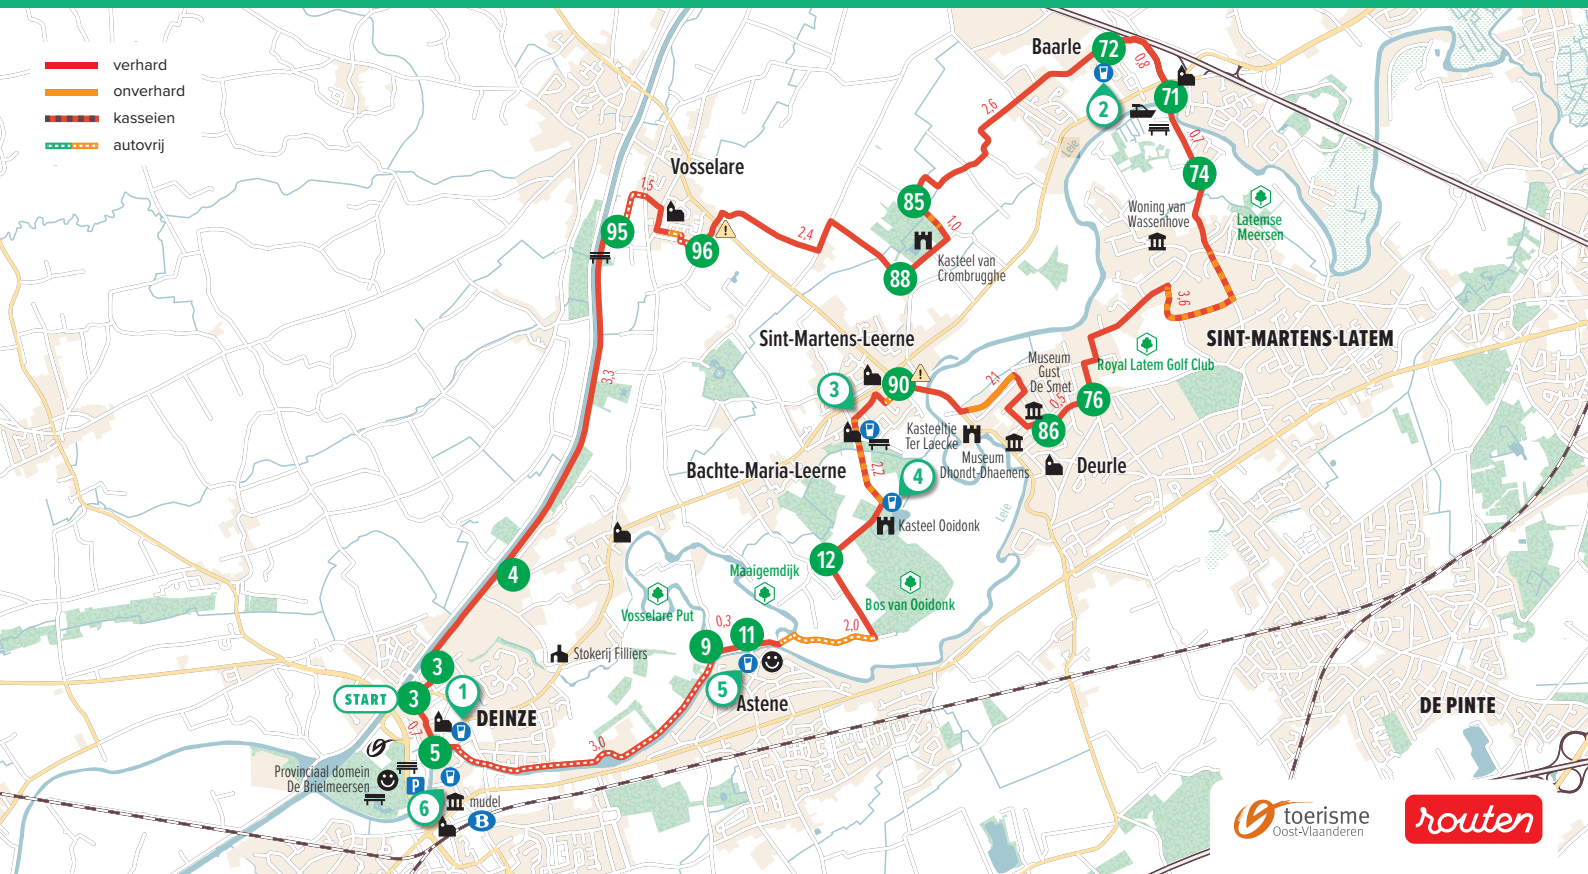 verhard
onverhard
kasseien
autovrij
Baarle
72
0,8
71
2
2,6
0,7
Leie
74
Vosselare
1,5
85
Woning van
Wassenhove
Latemse
Meersen
95
96
2,4
1,0
88
Kasteel van
Crombrugghe
3,6
Sint-Martens-Leerne
SINT-MARTENS-LATEM
Museum
Gust
De Smet
Royal Latem Golf Club
3,3
3
90
2,1
0,5
76
86
Kasteeltje
Ter Laecke
Museum
Dhondt-Dhaenens
Deurle
Bachte-Maria-Leerne
2,2
4
Leie
Kasteel Ooidonk
12
4
Maaigemdijk
Bos van Ooidonk
Vosselare Put
0,3
11
2,0
9
Stokerij Filliers
3
START
3
1
5
Astene
DEINZE
DE PINTE
0,7
5
3,0
Provinciaal domein
De Brielmeersen
P
6
mudel
B
toerisme
Oost-Vlaanderen
routen